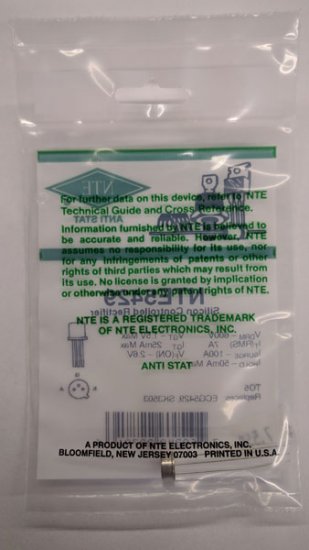 For further data on this device, refer to NTE
Technical Guide and Cross Reference.
Information furnished by NTE is believed to
be accurate and reliable. However, NTE
assumes no responsibility for its use, nor
for any infringements of patents or other
rights of third parties which may result from
its use. No license is granted by implication
or otherwise under any patent rights of NTE.
NTE IS A REGISTERED TRADEMARK
OF NTE ELECTRONICS, INC.
ANTI STAT
A PRODUCT OF NTE ELECTRONICS, INC.
BLOOMFIELD, NEW JERSEY 07003 PRINTED IN U.S.A.
NTE
ANTI STAT
NTE5429
Silicon Controlled Rectifier
TO5
Replaces ECG5429, SK3503